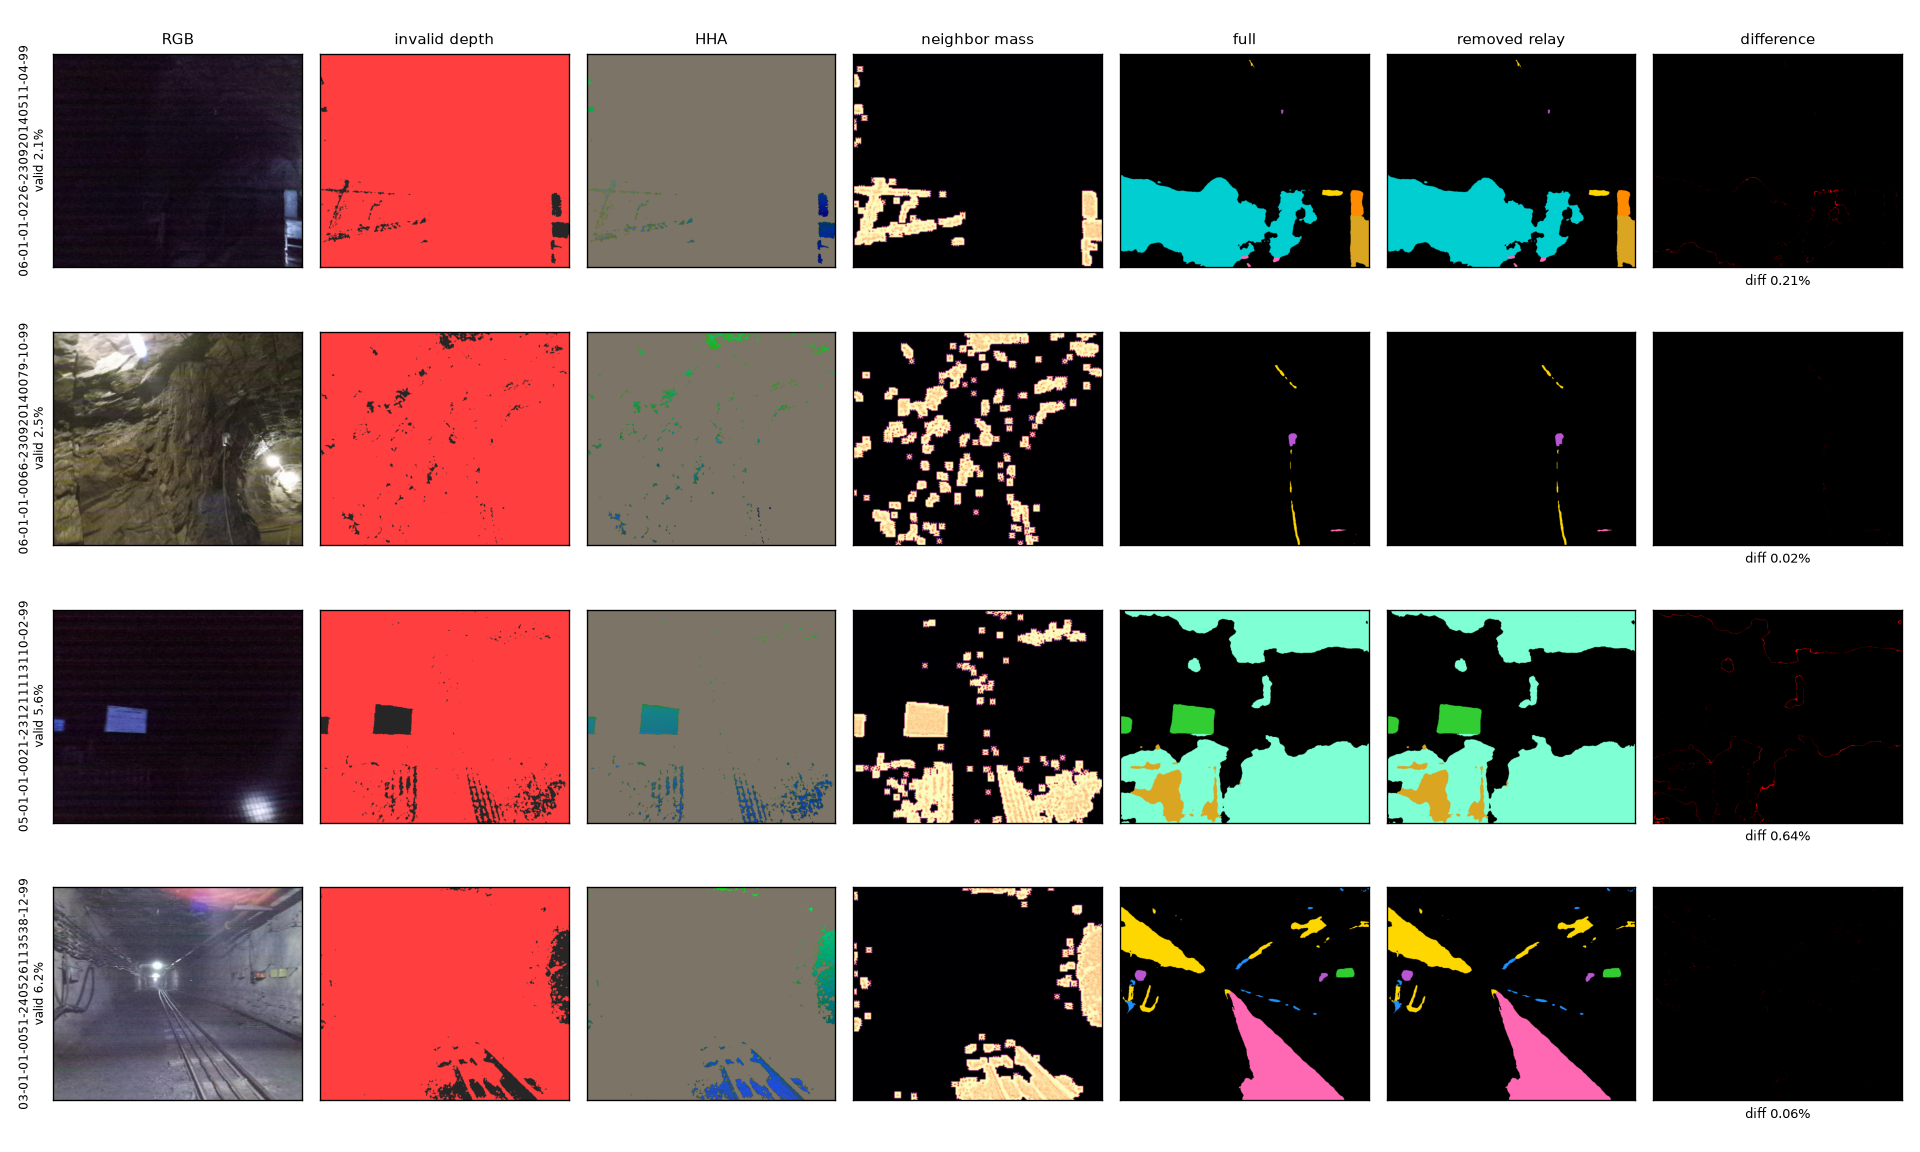 RGB
invalid depth
HHA
neighbor mass
full
removed relay
difference
06-01-01-0226-230920140511-04-99
valid 2.1%
diff 0.21%
06-01-01-0066-230920140079-10-99
valid 2.5%
diff 0.02%
05-01-01-0021-231211113110-02-99
valid 5.6%
diff 0.64%
03-01-01-0051-240526113538-12-99
valid 6.2%
diff 0.06%